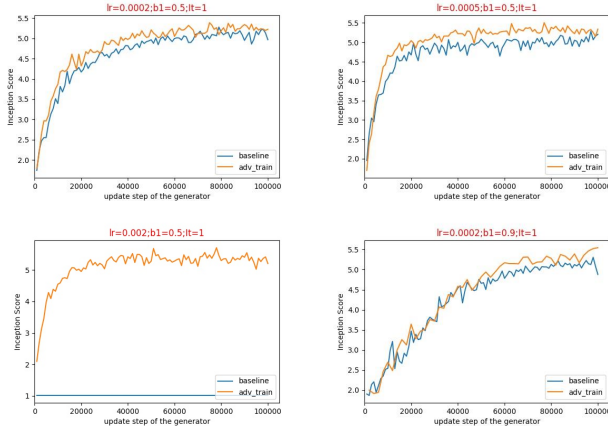 lr=0.0002;b1=0.5;lt=1
Inception Score
5.5
5.0
4.5
4.0
3.5
3.0
2.5
2.0
0 20000 40000 60000 80000 100000
update step of the generator
baseline
adv_train
lr=0.0005;b1=0.5;lt=1
Inception Score
5.5
5.0
4.5
4.0
3.5
3.0
2.5
2.0
0 20000 40000 60000 80000 100000
update step of the generator
baseline
adv_train
lr=0.002;b1=0.5;lt=1
Inception Score
5
4
3
2
1
0 20000 40000 60000 80000 100000
update step of the generator
baseline
adv_train
lr=0.0002;b1=0.9;lt=1
Inception Score
5.5
5.0
4.5
4.0
3.5
3.0
2.5
2.0
0 20000 40000 60000 80000 100000
update step of the generator
baseline
adv_train